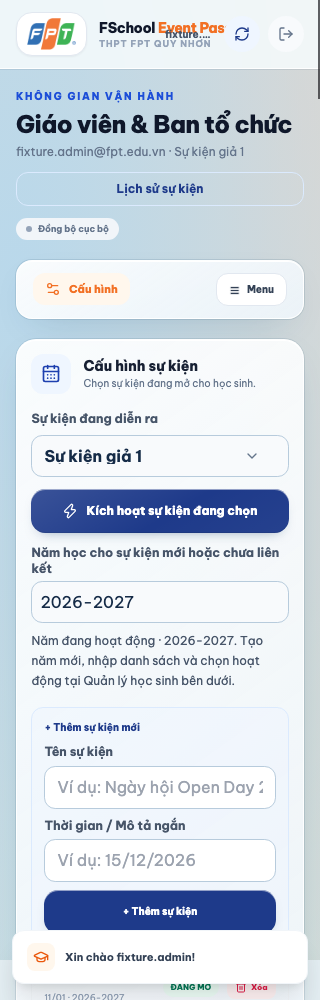 FPT
FSchool Event Pas
fixture....
THPT FPT QUY NHƠN
KHÔNG GIAN VẬN HÀNH
Giáo viên & Ban tổ chức
fixture.admin@fpt.edu.vn · Sự kiện giả 1
Lịch sử sự kiện
Đồng bộ cục bộ
Cấu hình
Menu
Cấu hình sự kiện
Chọn sự kiện đang mở cho học sinh.
Sự kiện đang diễn ra
Sự kiện giả 1
Kích hoạt sự kiện đang chọn
Năm học cho sự kiện mới hoặc chưa liên
kết
2026-2027
Năm đang hoạt động · 2026-2027. Tạo
năm mới, nhập danh sách và chọn hoạt
động tại Quản lý học sinh bên dưới.
+ Thêm sự kiện mới
Tên sự kiện
Ví dụ: Ngày hội Open Day 2
Thời gian / Mô tả ngắn
Ví dụ: 15/12/2026
+ Thêm sự kiện
Xin chào fixture.admin!
ĐANG MỞ
Xóa
11/01 · 2026-2027